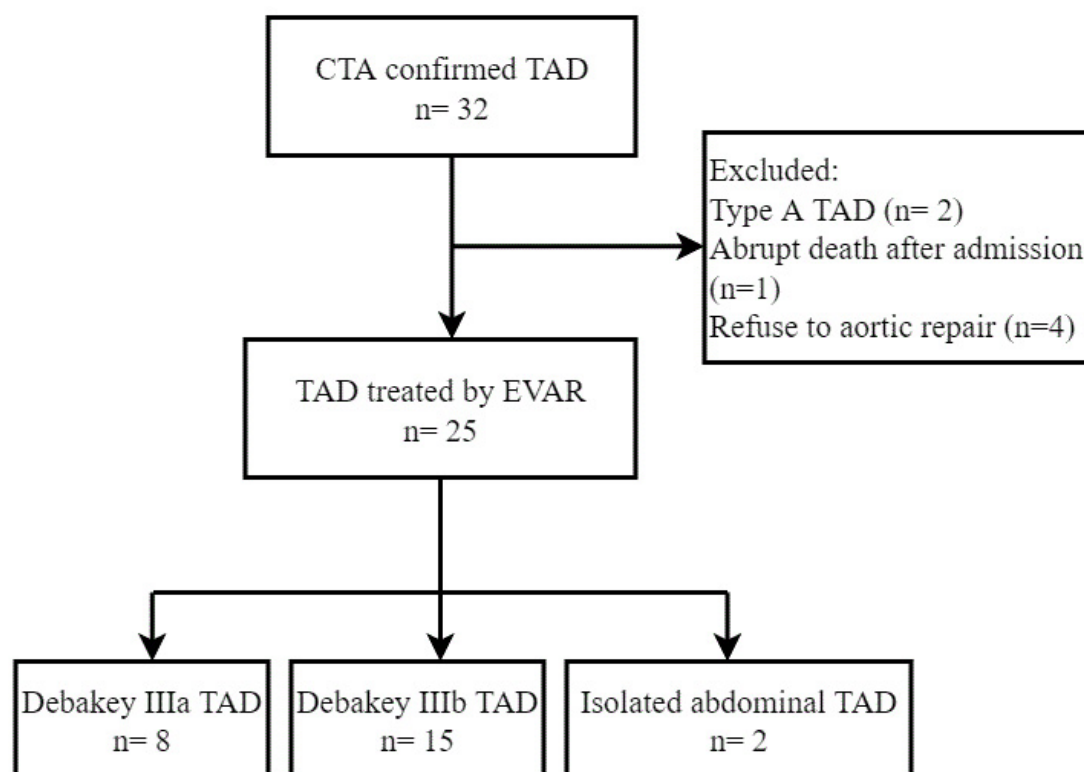 CTA confirmed TAD
n= 32
Excluded:
Type A TAD (n= 2)
Abrupt death after admission
(n=1)
Refuse to aortic repair (n=4)
TAD treated by EVAR
n= 25
Debakey IIIa TAD
n= 8
Debakey IIIb TAD
n= 15
Isolated abdominal TAD
n= 2